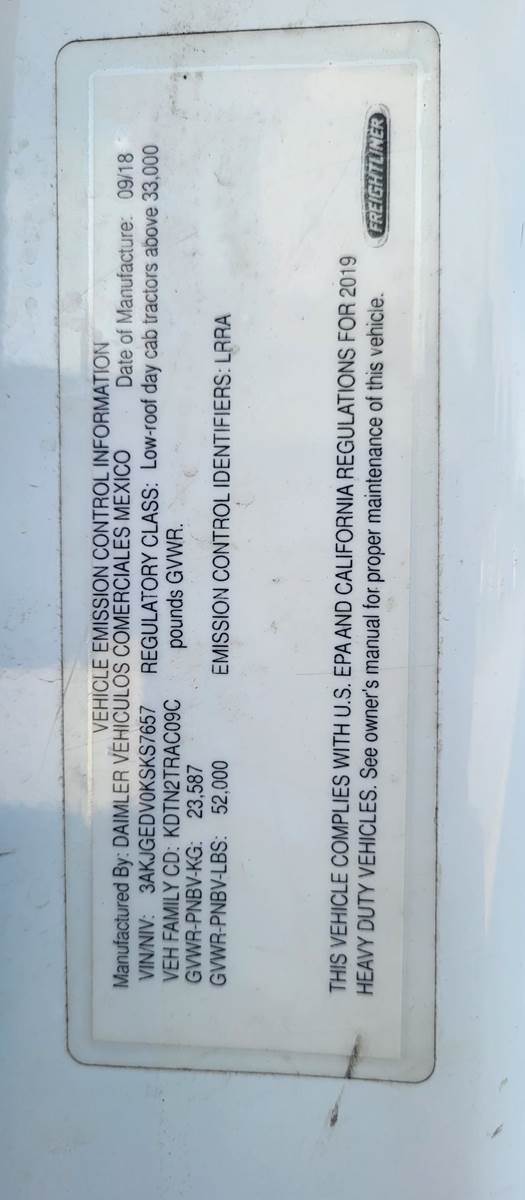 VEHICLE EMISSION CONTROL INFORMATION
Manufactured By: DAIMLER VEHICULOS COMERCIALES MEXICO Date of Manufacture: 09/18
VIN/NIV: 3AKJGEDV0KSKS7657 REGULATORY CLASS: Low-roof day cab tractors above 33,000
VEH FAMILY CD: KDTN2TRAC09C pounds GVWR.
GVWR-PNBV-KG: 23,587
GVWR-PNBV-LBS: 52,000 EMISSION CONTROL IDENTIFIERS: LRRA
THIS VEHICLE COMPLIES WITH U.S. EPA AND CALIFORNIA REGULATIONS FOR 2019
HEAVY DUTY VEHICLES. See owner's manual for proper maintenance of this vehicle.
FREIGHTLINER